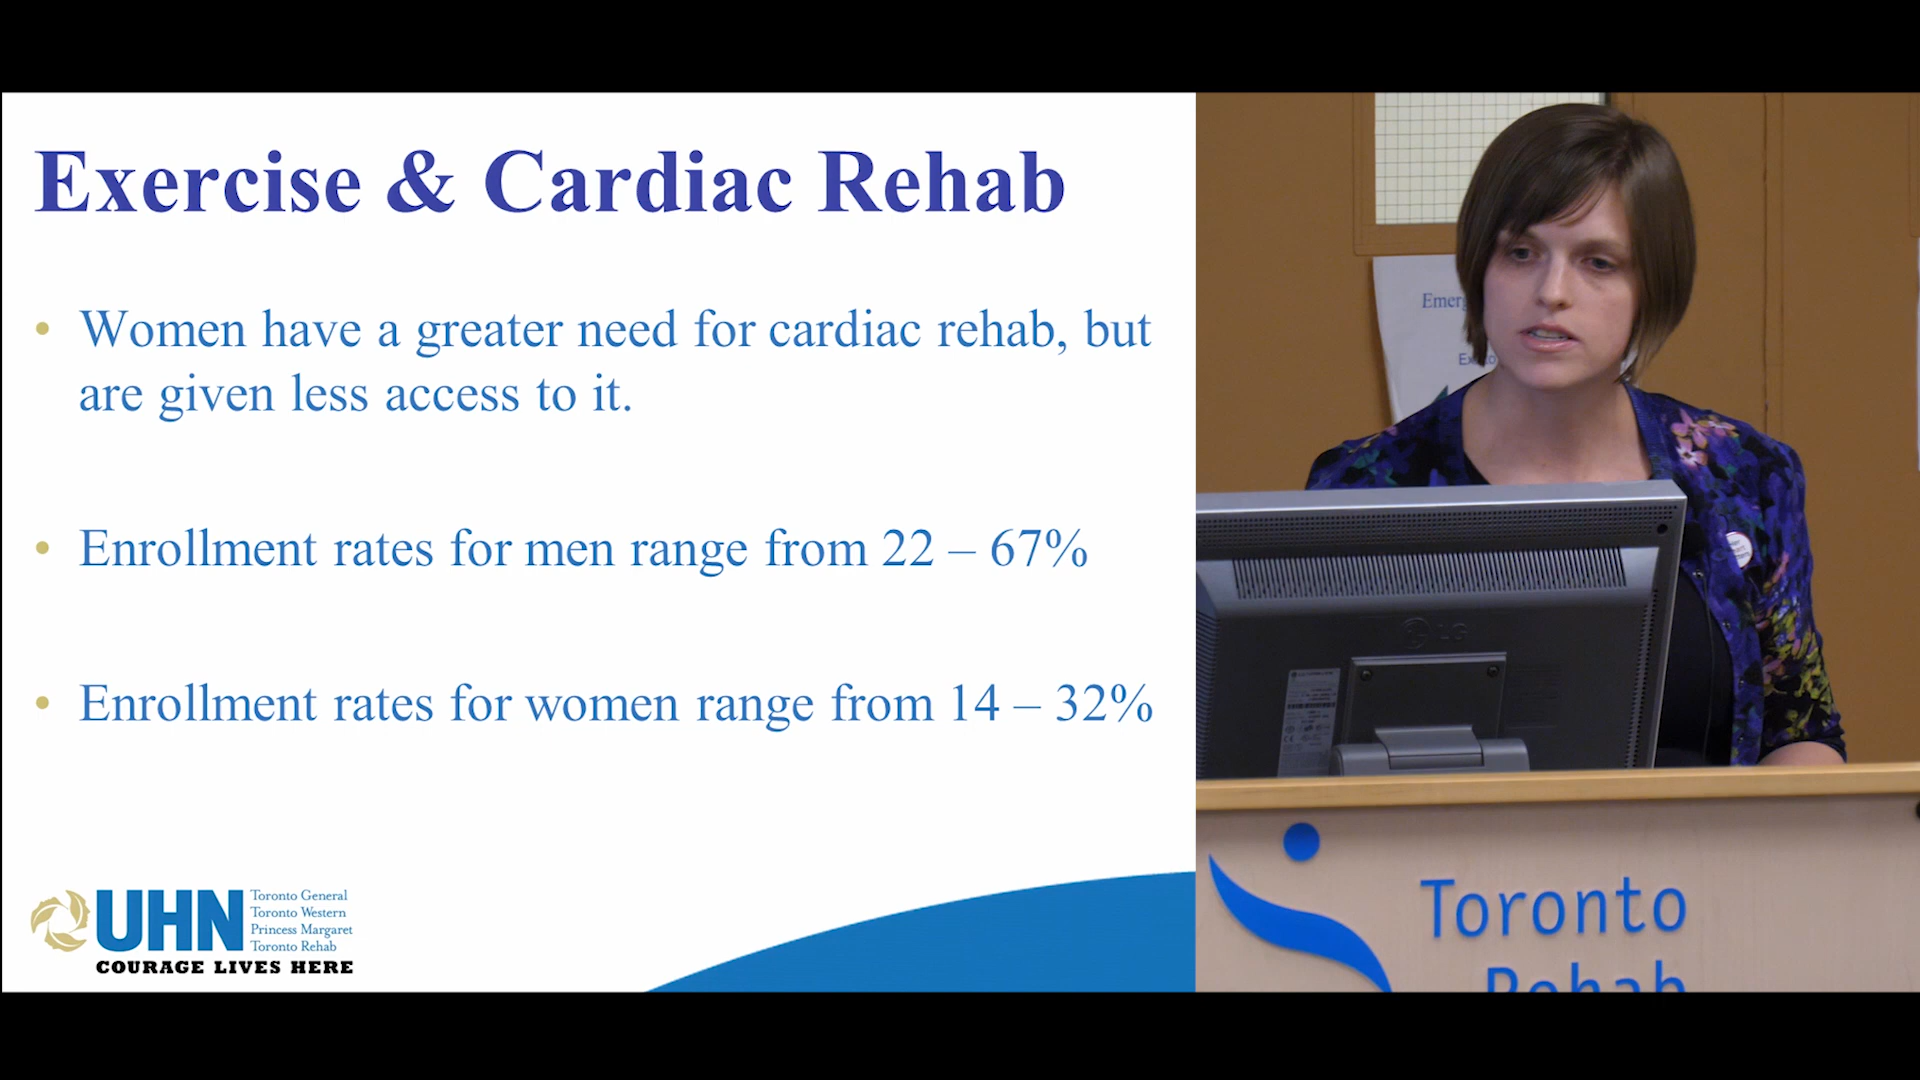 Exercise & Cardiac Rehab
• Women have a greater need for cardiac rehab, but
are given less access to it.
• Enrollment rates for men range from 22 – 67%
• Enrollment rates for women range from 14 – 32%
UHN
Toronto General
Toronto Western
Princess Margaret
Toronto Rehab
COURAGE LIVES HERE
LG
Toronto
Rehab